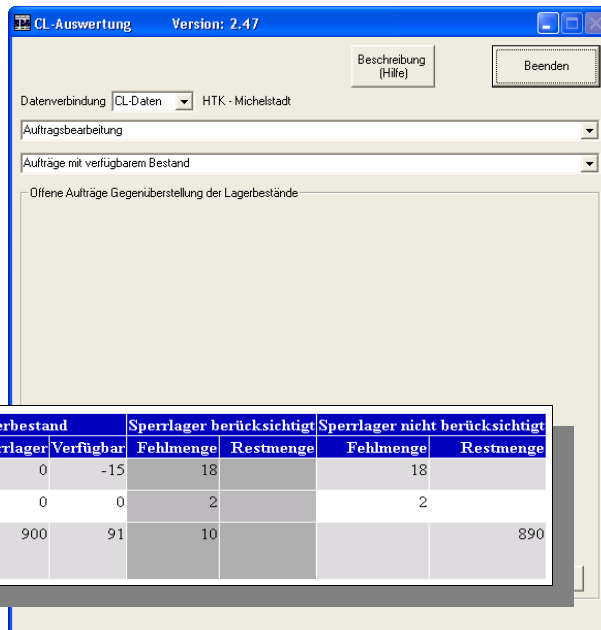 CL-Auswertung Version: 2.47
Beschreibung
(Hilfe)
Beenden
Datenverbindung CL-Daten HTK - Michelstadt
Auftragsbearbeitung
Aufträge mit verfügbarem Bestand
Offene Aufträge Gegenüberstellung der Lagerbestände
erbestand Sperrlager berücksichtigt Sperrlager nicht berücksichtigt
rrlager Verfügbar Fehlmenge Restmenge Fehlmenge Restmenge
0 -15 18 18
0 0 2 2
900 91 10 890